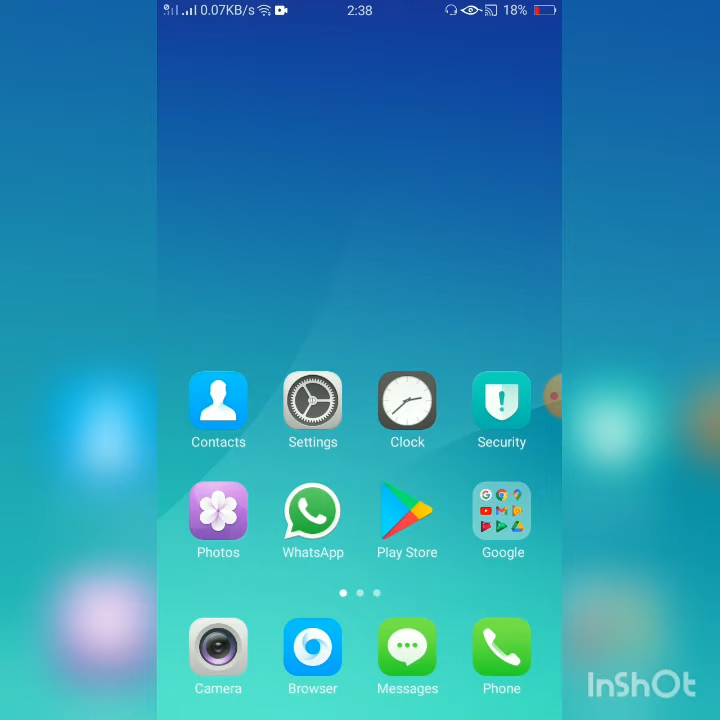 0.07KB/s 2:38 18%
Contacts Settings Clock Security
Photos WhatsApp Play Store Google
Camera Browser Messages Phone
InShOt